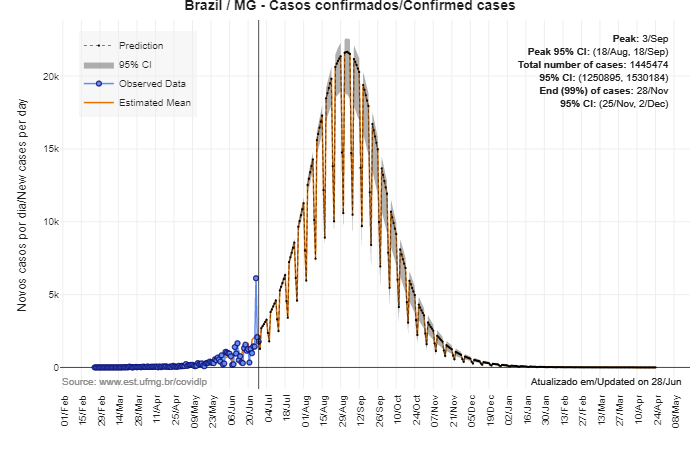 Brazil / MG - Casos confirmados/Confirmed cases
Prediction
95% CI
Observed Data
Estimated Mean
Peak: 3/Sep
Peak 95% CI: (18/Aug, 18/Sep)
Total number of cases: 1445474
95% CI: (1250895, 1530184)
End (99%) of cases: 28/Nov
95% CI: (25/Nov, 2/Dec)
Novos casos por dia/New cases per day
20k
15k
10k
5k
0
Source: www.est.ufmg.br/covidlp
Atualizado em/Updated on 28/Jun
01/Feb
15/Feb
29/Feb
14/Mar
28/Mar
11/Apr
25/Apr
09/May
23/May
06/Jun
20/Jun
04/Jul
18/Jul
01/Aug
15/Aug
29/Aug
12/Sep
26/Sep
10/Oct
24/Oct
07/Nov
21/Nov
05/Dec
19/Dec
02/Jan
16/Jan
30/Jan
13/Feb
27/Feb
13/Mar
27/Mar
10/Apr
24/Apr
08/May